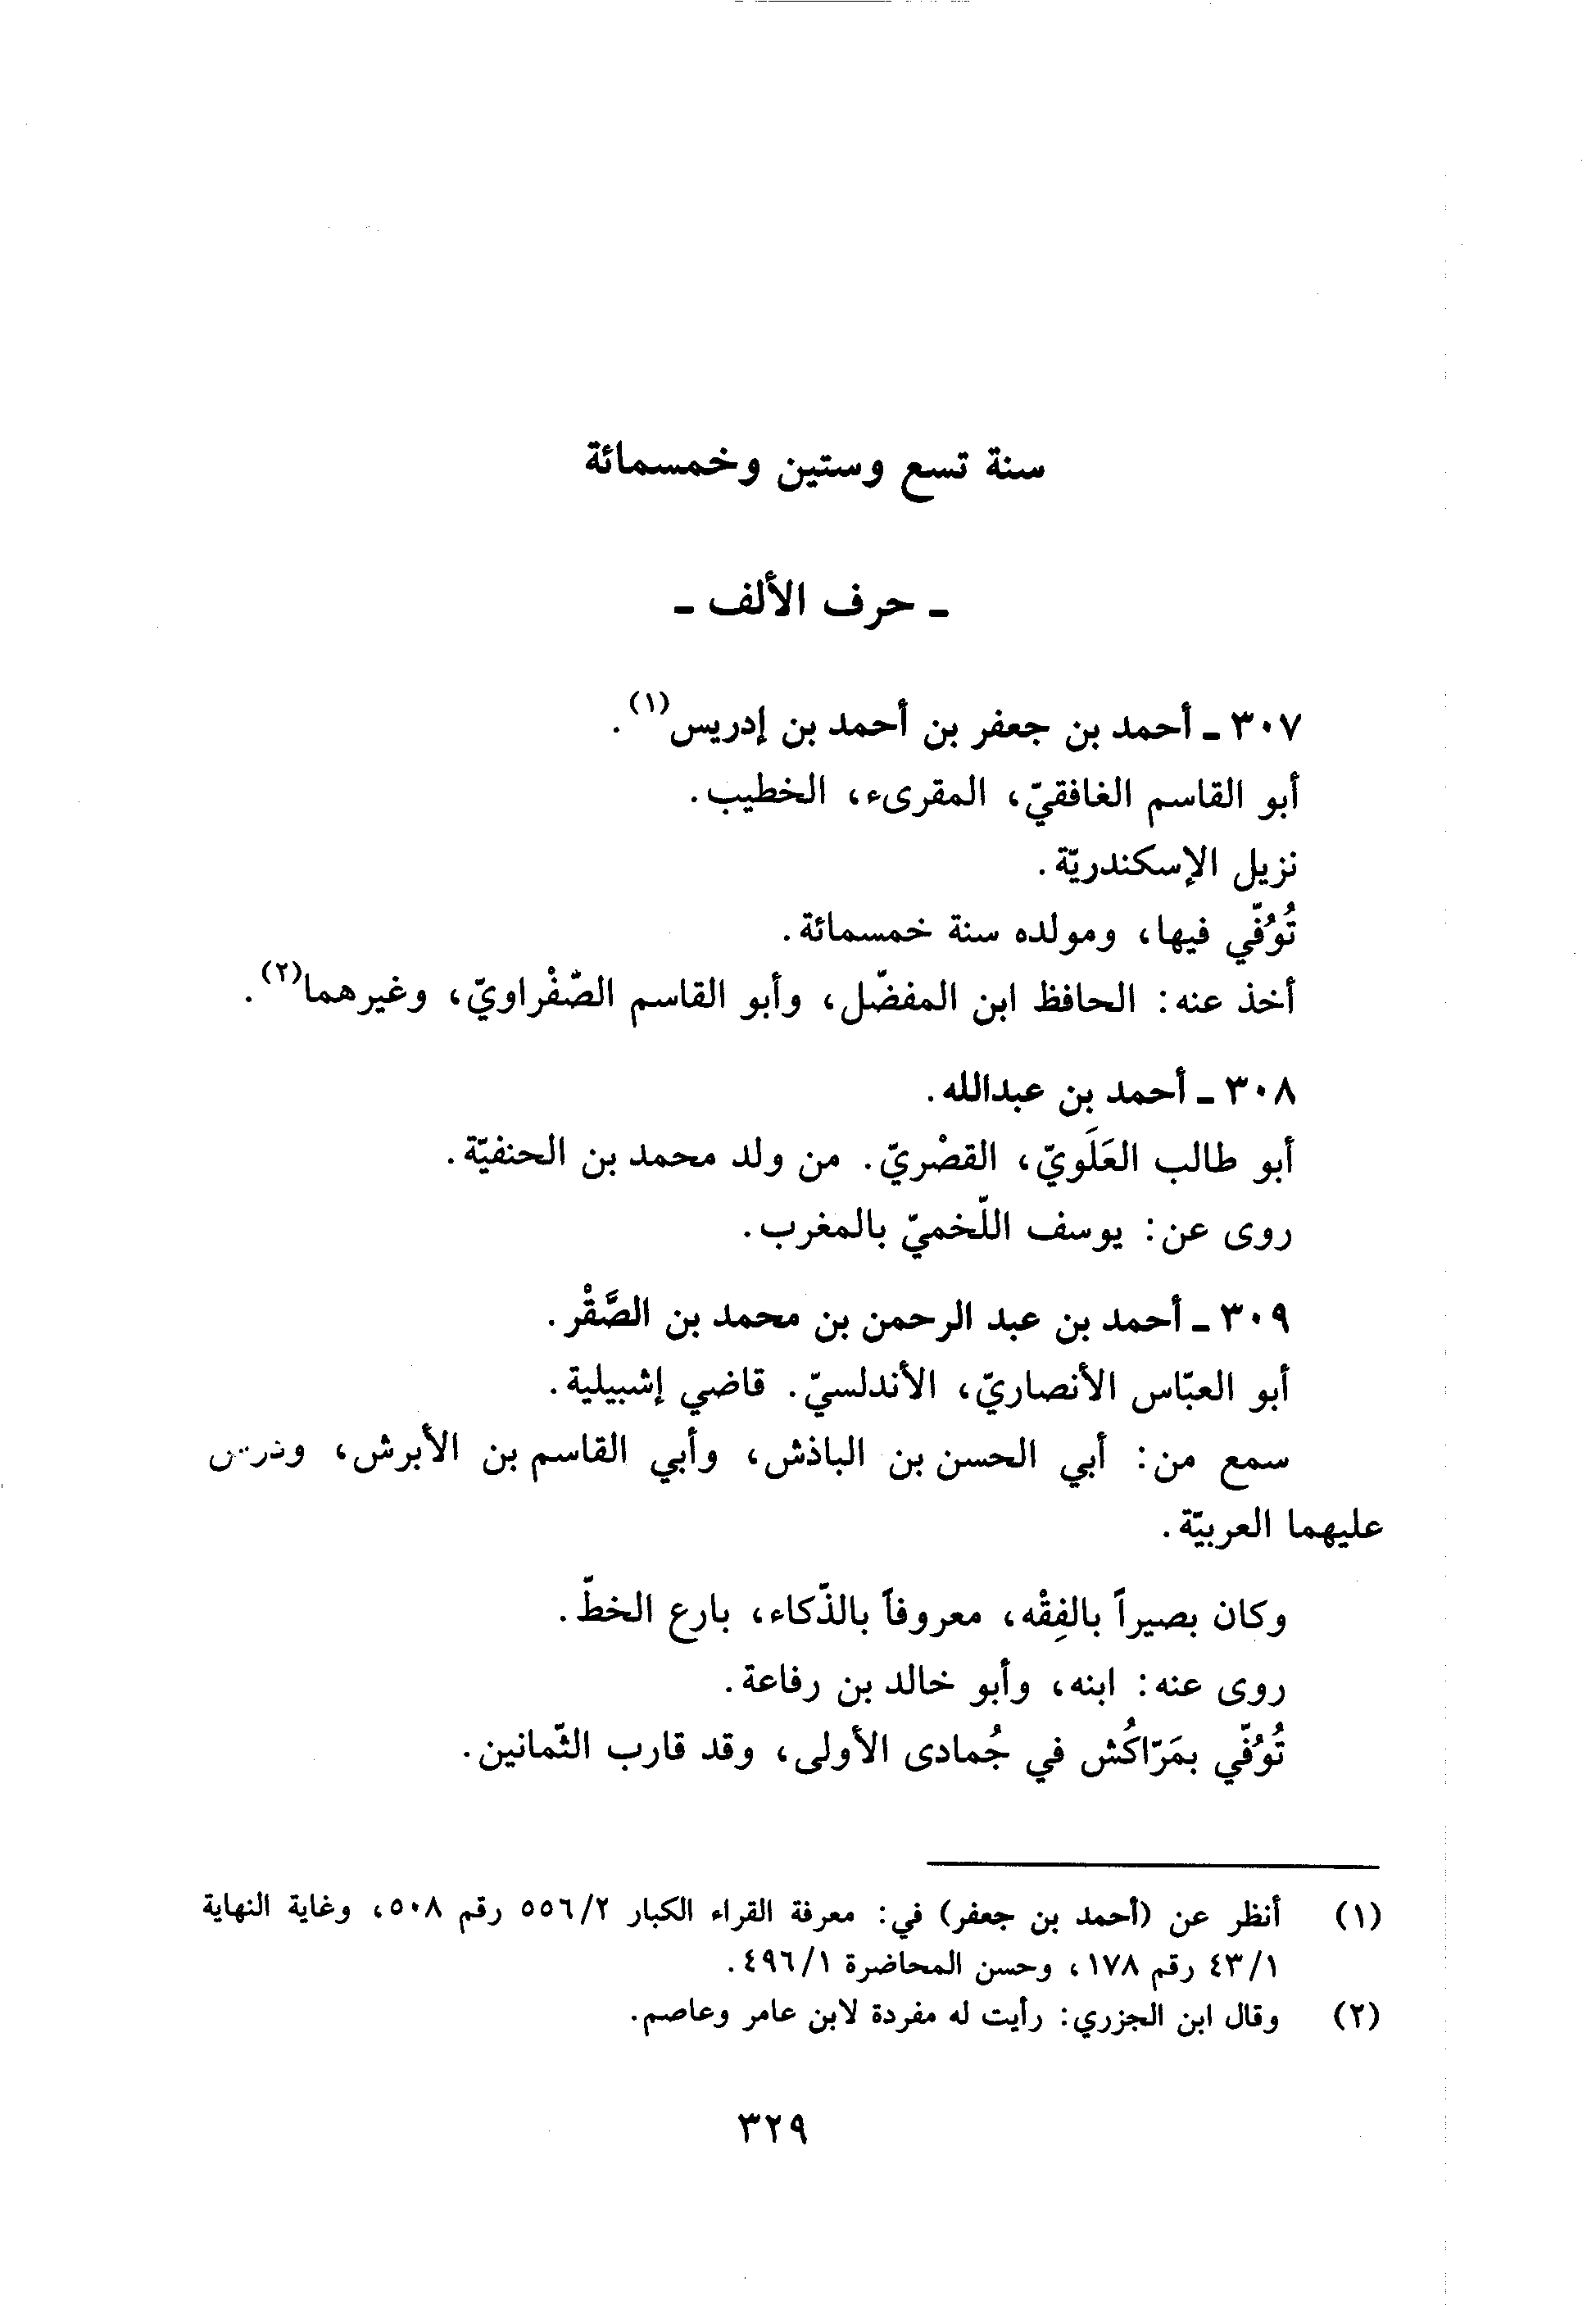 سنة تسع وستين وخمسمائة
ـ حرف الألف ـ
٣٠٧ ـ أحمد بن جعفر بن أحمد بن إدريس(١).
أبو القاسم الغافقيّ، المقرىء، الخطيب.
نزيل الإسكندريّة.
تُوُفّي فيها، ومولده سنة خمسمائة.
أخذ عنه: الحافظ ابن المفضّل، وأبو القاسم الصّفْراويّ، وغيرهما(٢).
٣٠٨ ـ أحمد بن عبدالله.
أبو طالب العَلَويّ، القصْريّ. من ولد محمد بن الحنفيّة.
روى عن: يوسف اللّخميّ بالمغرب.
٣٠٩ ـ أحمد بن عبد الرحمن بن محمد بن الصَّقْر.
أبو العبّاس الأنصاريّ، الأندلسيّ. قاضي إشبيلية.
سمع من: أبي الحسن بن الباذش، وأبي القاسم بن الأبرش،
عليهما العربيّة.
وكان بصيراً بالفِقْه، معروفاً بالذّكاء، بارع الخطّ.
روى عنه: ابنه، وأبو خالد بن رفاعة.
تُوُفّي بمَرّاكُش في جُمادى الأولى، وقد قارب الثّمانين.
(١) أنظر عن (أحمد بن جعفر) في: معرفة القراء الكبار ٥٥٦/٢ رقم ٥٠٨، وغاية النهاية
٤٣/١ رقم ١٧٨، وحسن المحاضرة ٤٩٦/١.
(٢) وقال ابن الجزري: رأيت له مفردة لابن عامر وعاصم.
٣٢٩